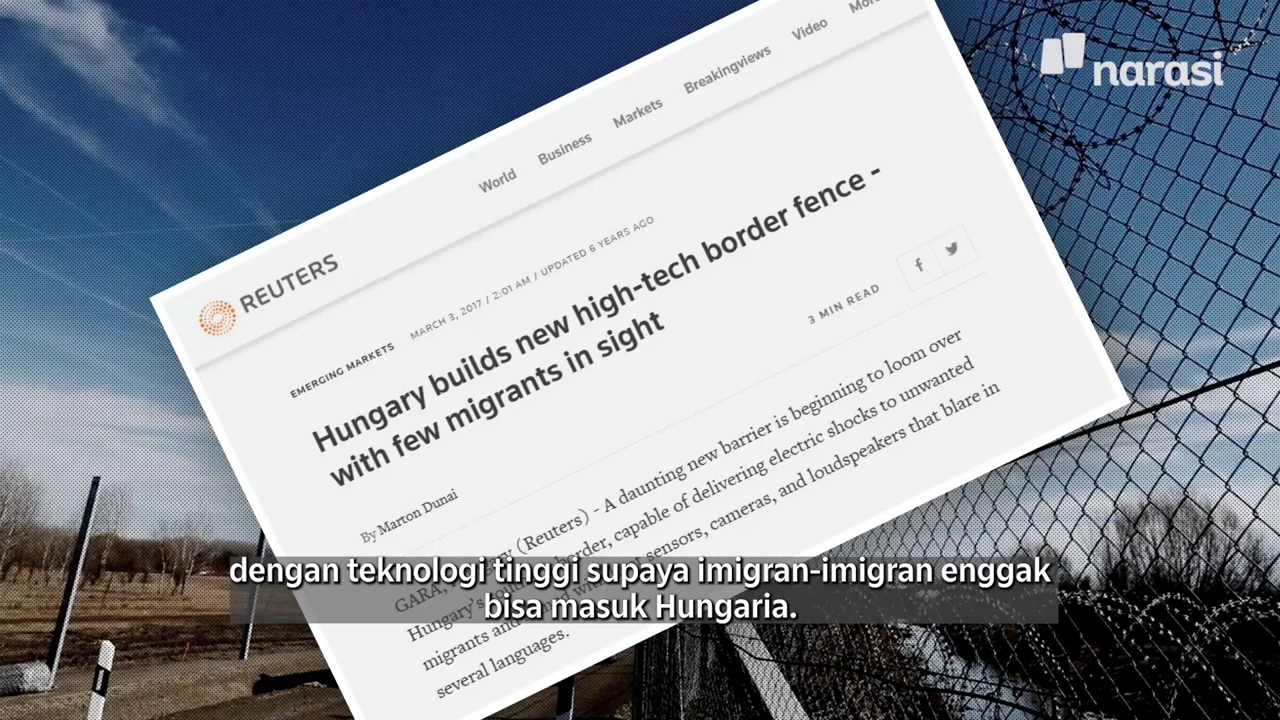 narasi
World Business Markets Breakingviews Video
REUTERS
EMERGING MARKETS MARCH 3, 2017 / 2:01 AM / UPDATED 6 YEARS AGO
Hungary builds new high-tech border fence -
with few migrants in sight
3 MIN READ
By Marton Dunai
GARA, (Reuters) - A daunting new barrier is beginning to loom over
Hungary's border, capable of delivering electric shocks to unwanted
migrants and sensors, cameras, and loudspeakers that blare in
several languages.
dengan teknologi tinggi supaya imigran-imigran enggak
bisa masuk Hungaria.